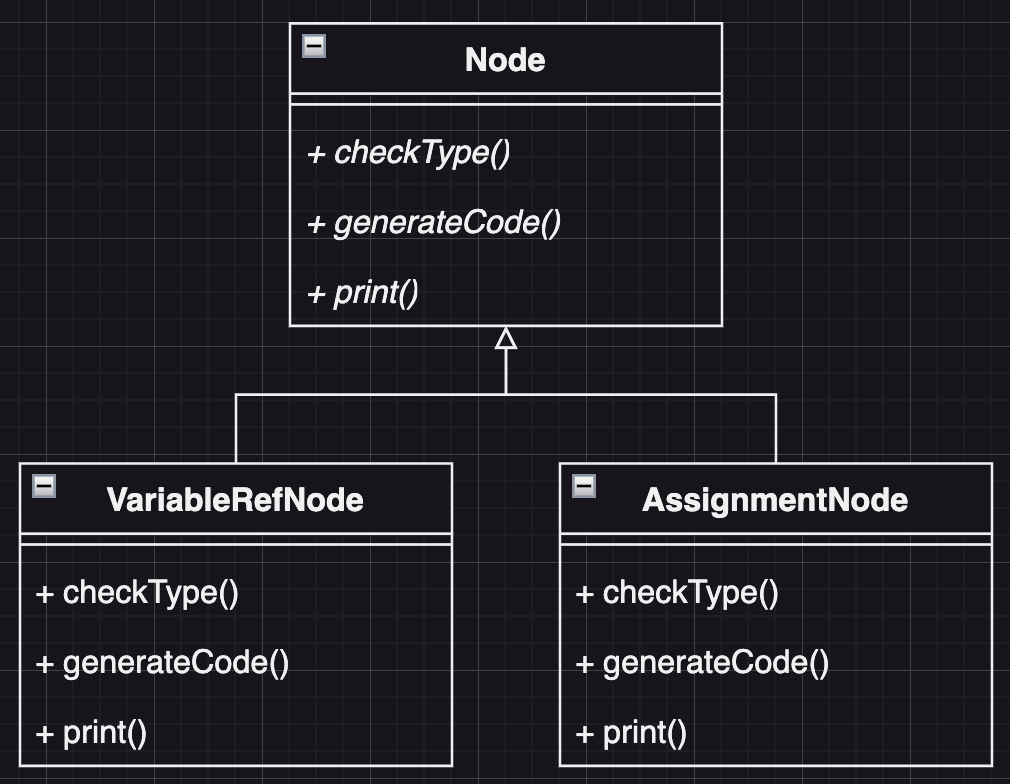 Node
+ checkType()
+ generateCode()
+ print()
VariableRefNode
+ checkType()
+ generateCode()
+ print()
AssignmentNode
+ checkType()
+ generateCode()
+ print()